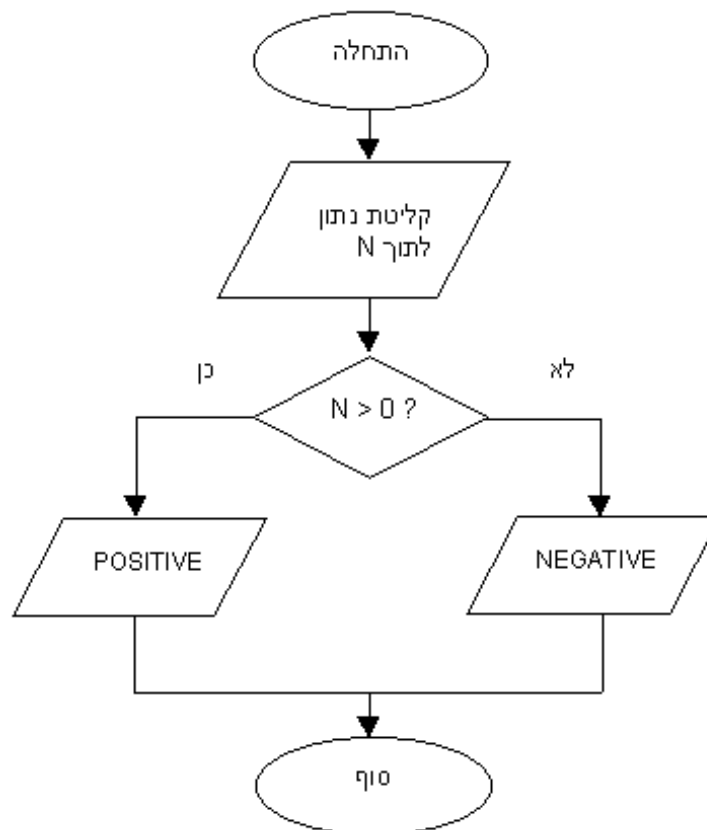 התחלה
קליטת נתון
לתוך N
כן
לא
N > 0 ?
POSITIVE
NEGATIVE
סוף